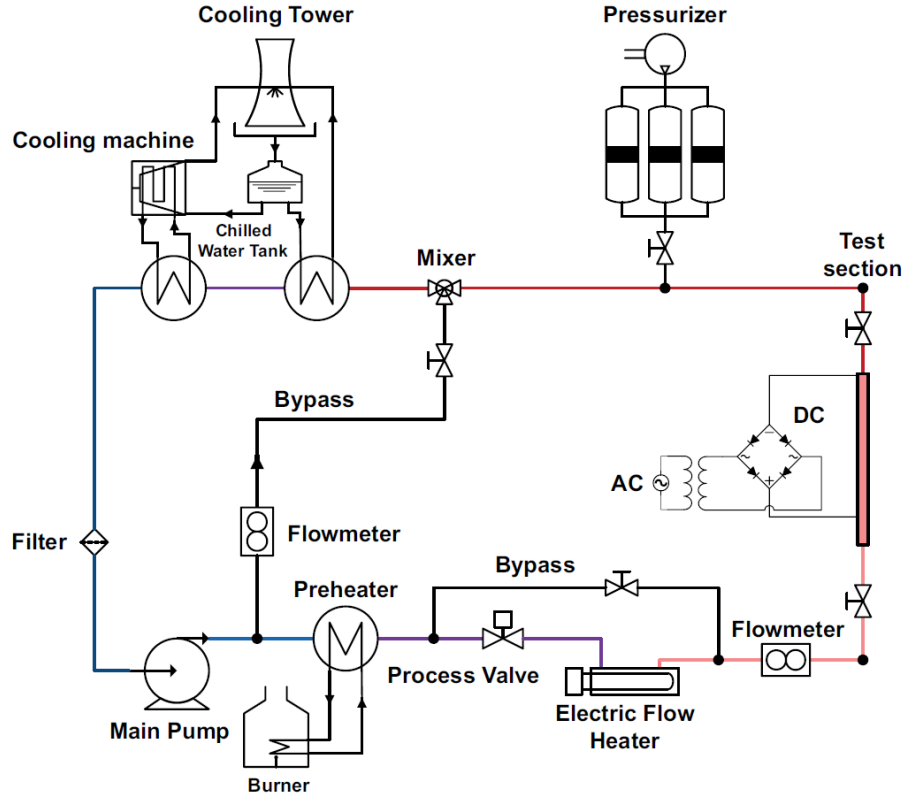 Cooling Tower
Pressurizer
Cooling machine
Chilled
Water Tank
Mixer
Test
section
Bypass
DC
AC
Filter
Flowmeter
Bypass
Preheater
Flowmeter
Process Valve
Main Pump
Electric Flow
Heater
Burner